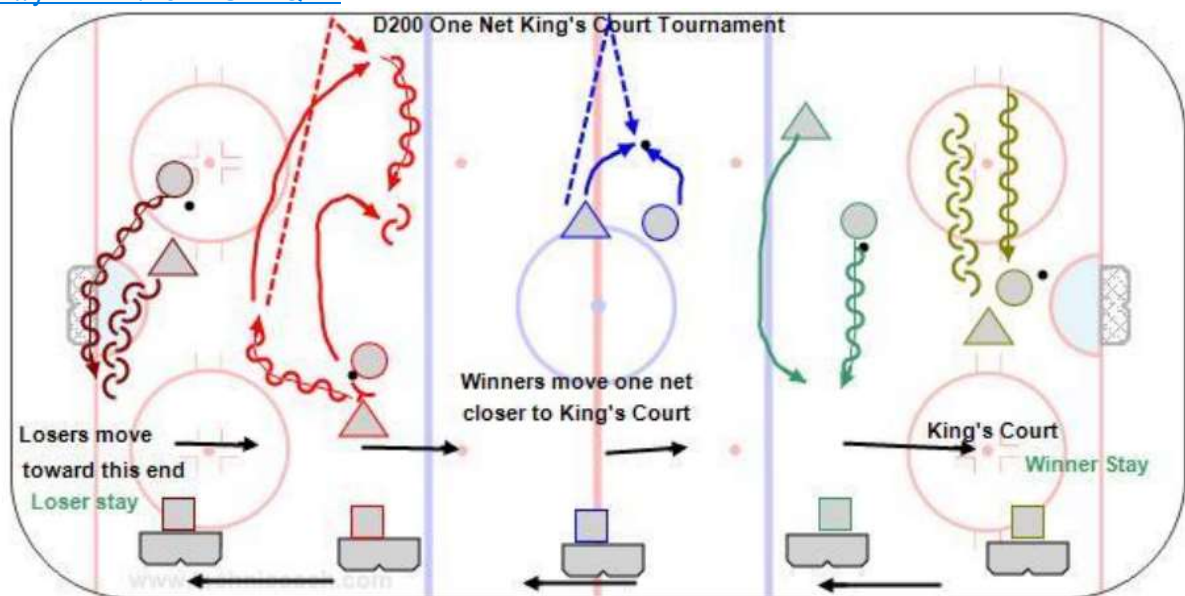 D200 One Net King's Court Tournament
Winners move one net
closer to King's Court
Losers move
toward this end
Loser stay
King's Court
Winner Stay